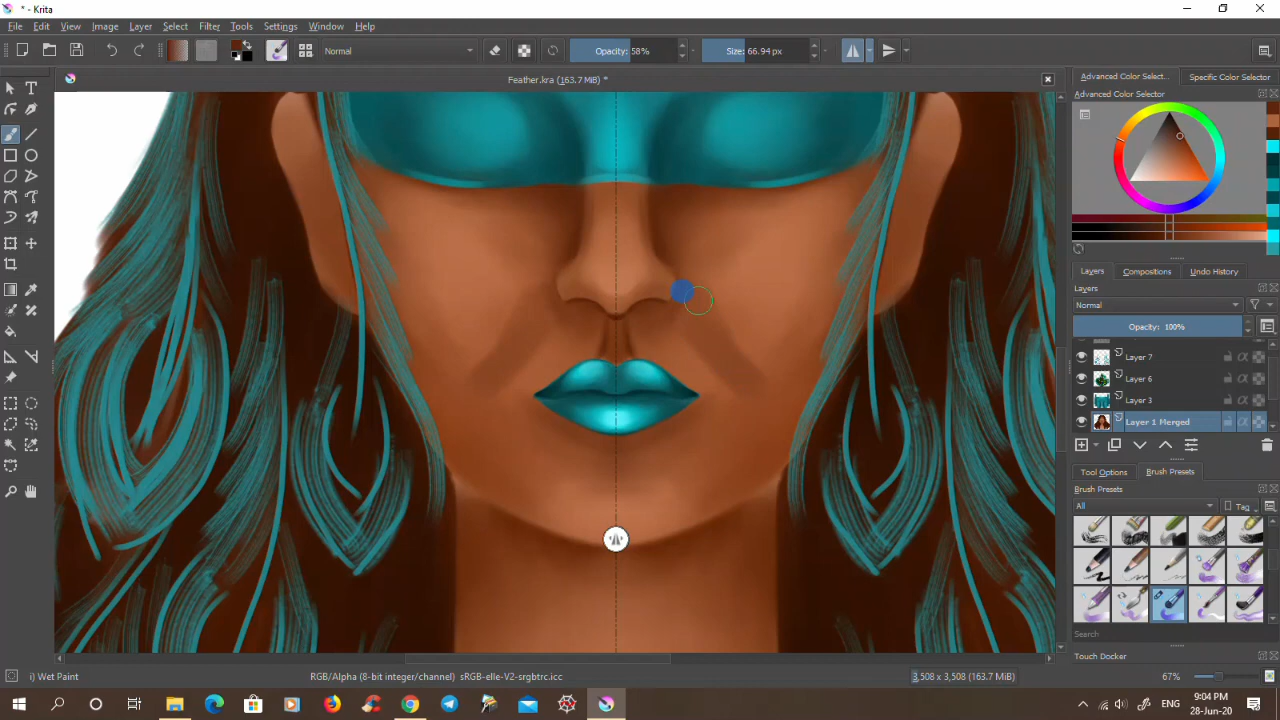 * - Krita
File Edit View Image Layer Select Filter Tools Settings Window Help
Normal Opacity: 58% Size: 66.94 px
Feather.kra (163.7 MiB) *
Advanced Color Select... Specific Color Selector
Advanced Color Selector
Layers Compositions Undo History
Layers
Normal
Opacity: 100%
Layer 7
Layer 6
Layer 3
Layer 1 Merged
Tool Options Brush Presets
Brush Presets
All Tag
Search
Touch Docker
i) Wet Paint RGB/Alpha (8-bit integer/channel) sRGB-elle-V2-srgbtrc.icc 3,508 x 3,508 (163.7 MiB) 67%
ENG 9:04 PM
28-Jun-20